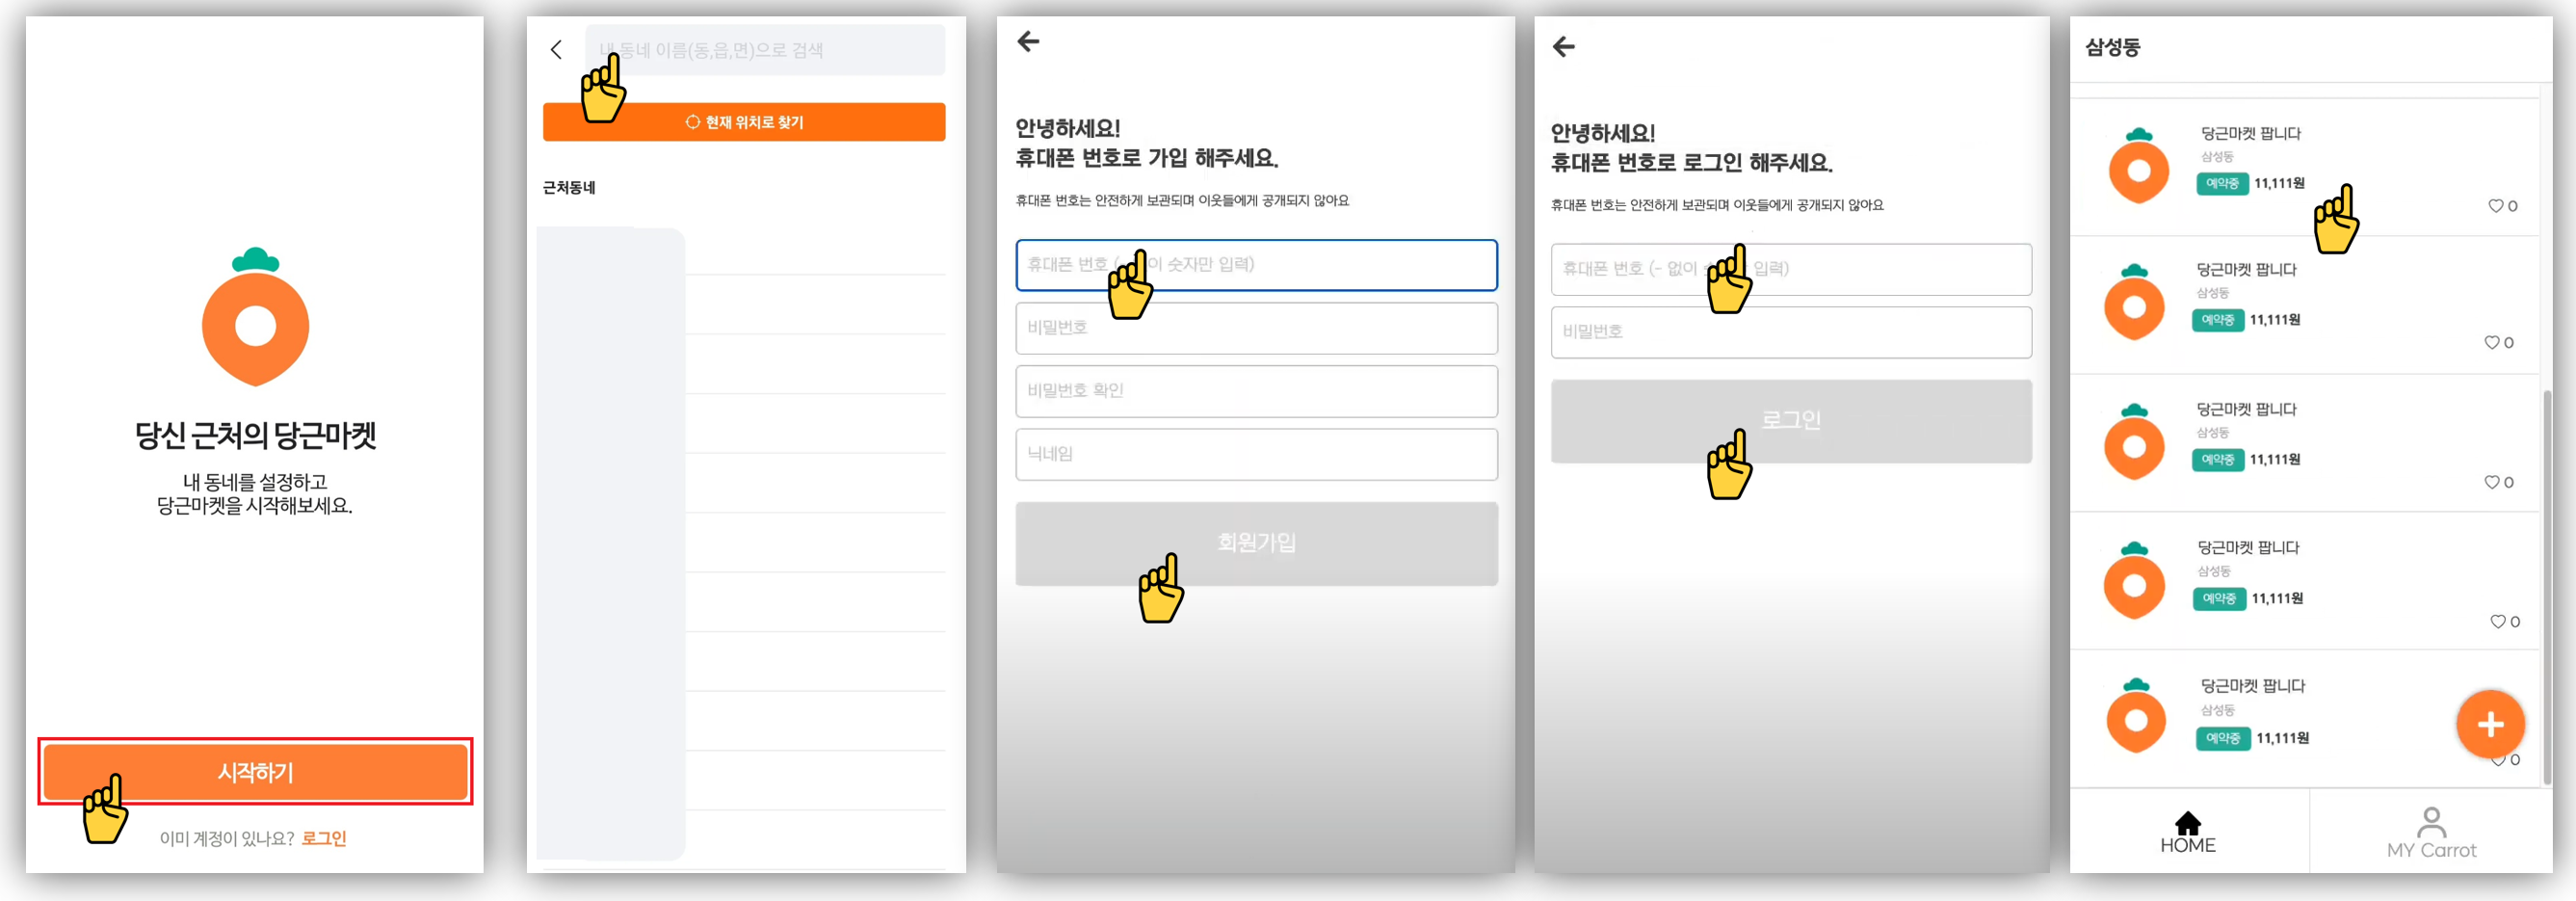 당신 근처의 당근마켓
내 동네를 설정하고
당근마켓을 시작해보세요.
시작하기
이미 계정이 있나요? 로그인
내 동네 이름(동,읍,면)으로 검색
현재 위치로 찾기
근처동네
안녕하세요!
휴대폰 번호로 가입 해주세요.
휴대폰 번호는 안전하게 보관되며 이웃들에게 공개되지 않아요
휴대폰 번호 ( 이 숫자만 입력)
비밀번호
비밀번호 확인
닉네임
회원가입
안녕하세요!
휴대폰 번호로 로그인 해주세요.
휴대폰 번호는 안전하게 보관되며 이웃들에게 공개되지 않아요
휴대폰 번호 (- 없이 입력)
비밀번호
로그인
삼성동
당근마켓 팝니다
삼성동
예약중 11,111원
0
당근마켓 팝니다
삼성동
예약중 11,111원
0
당근마켓 팝니다
삼성동
예약중 11,111원
0
당근마켓 팝니다
삼성동
예약중 11,111원
0
당근마켓 팝니다
삼성동
예약중 11,111원
0
HOME
MY Carrot